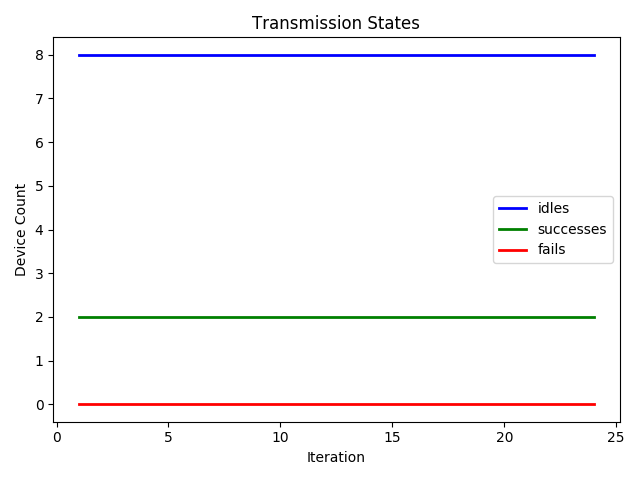 Transmission States
8
7
6
5
4
3
2
1
0
Device Count
idles
successes
fails
0 5 10 15 20 25
Iteration